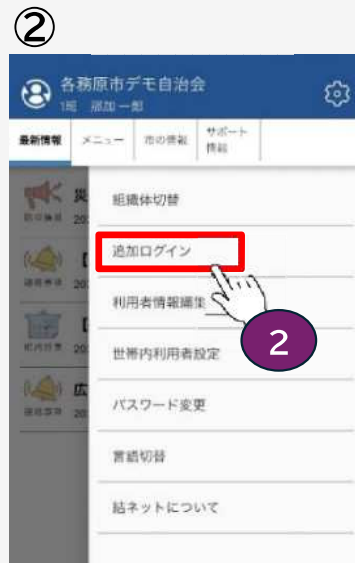 ②
各務原市デモ自治会
1班 那加 一郎
最新情報 メニュー 市の情報 サポート
情報
災
組織体切替
追加ログイン
利用者情報編集
2
世帯内利用者設定
パスワード変更
広
言語切替
結ネットについて